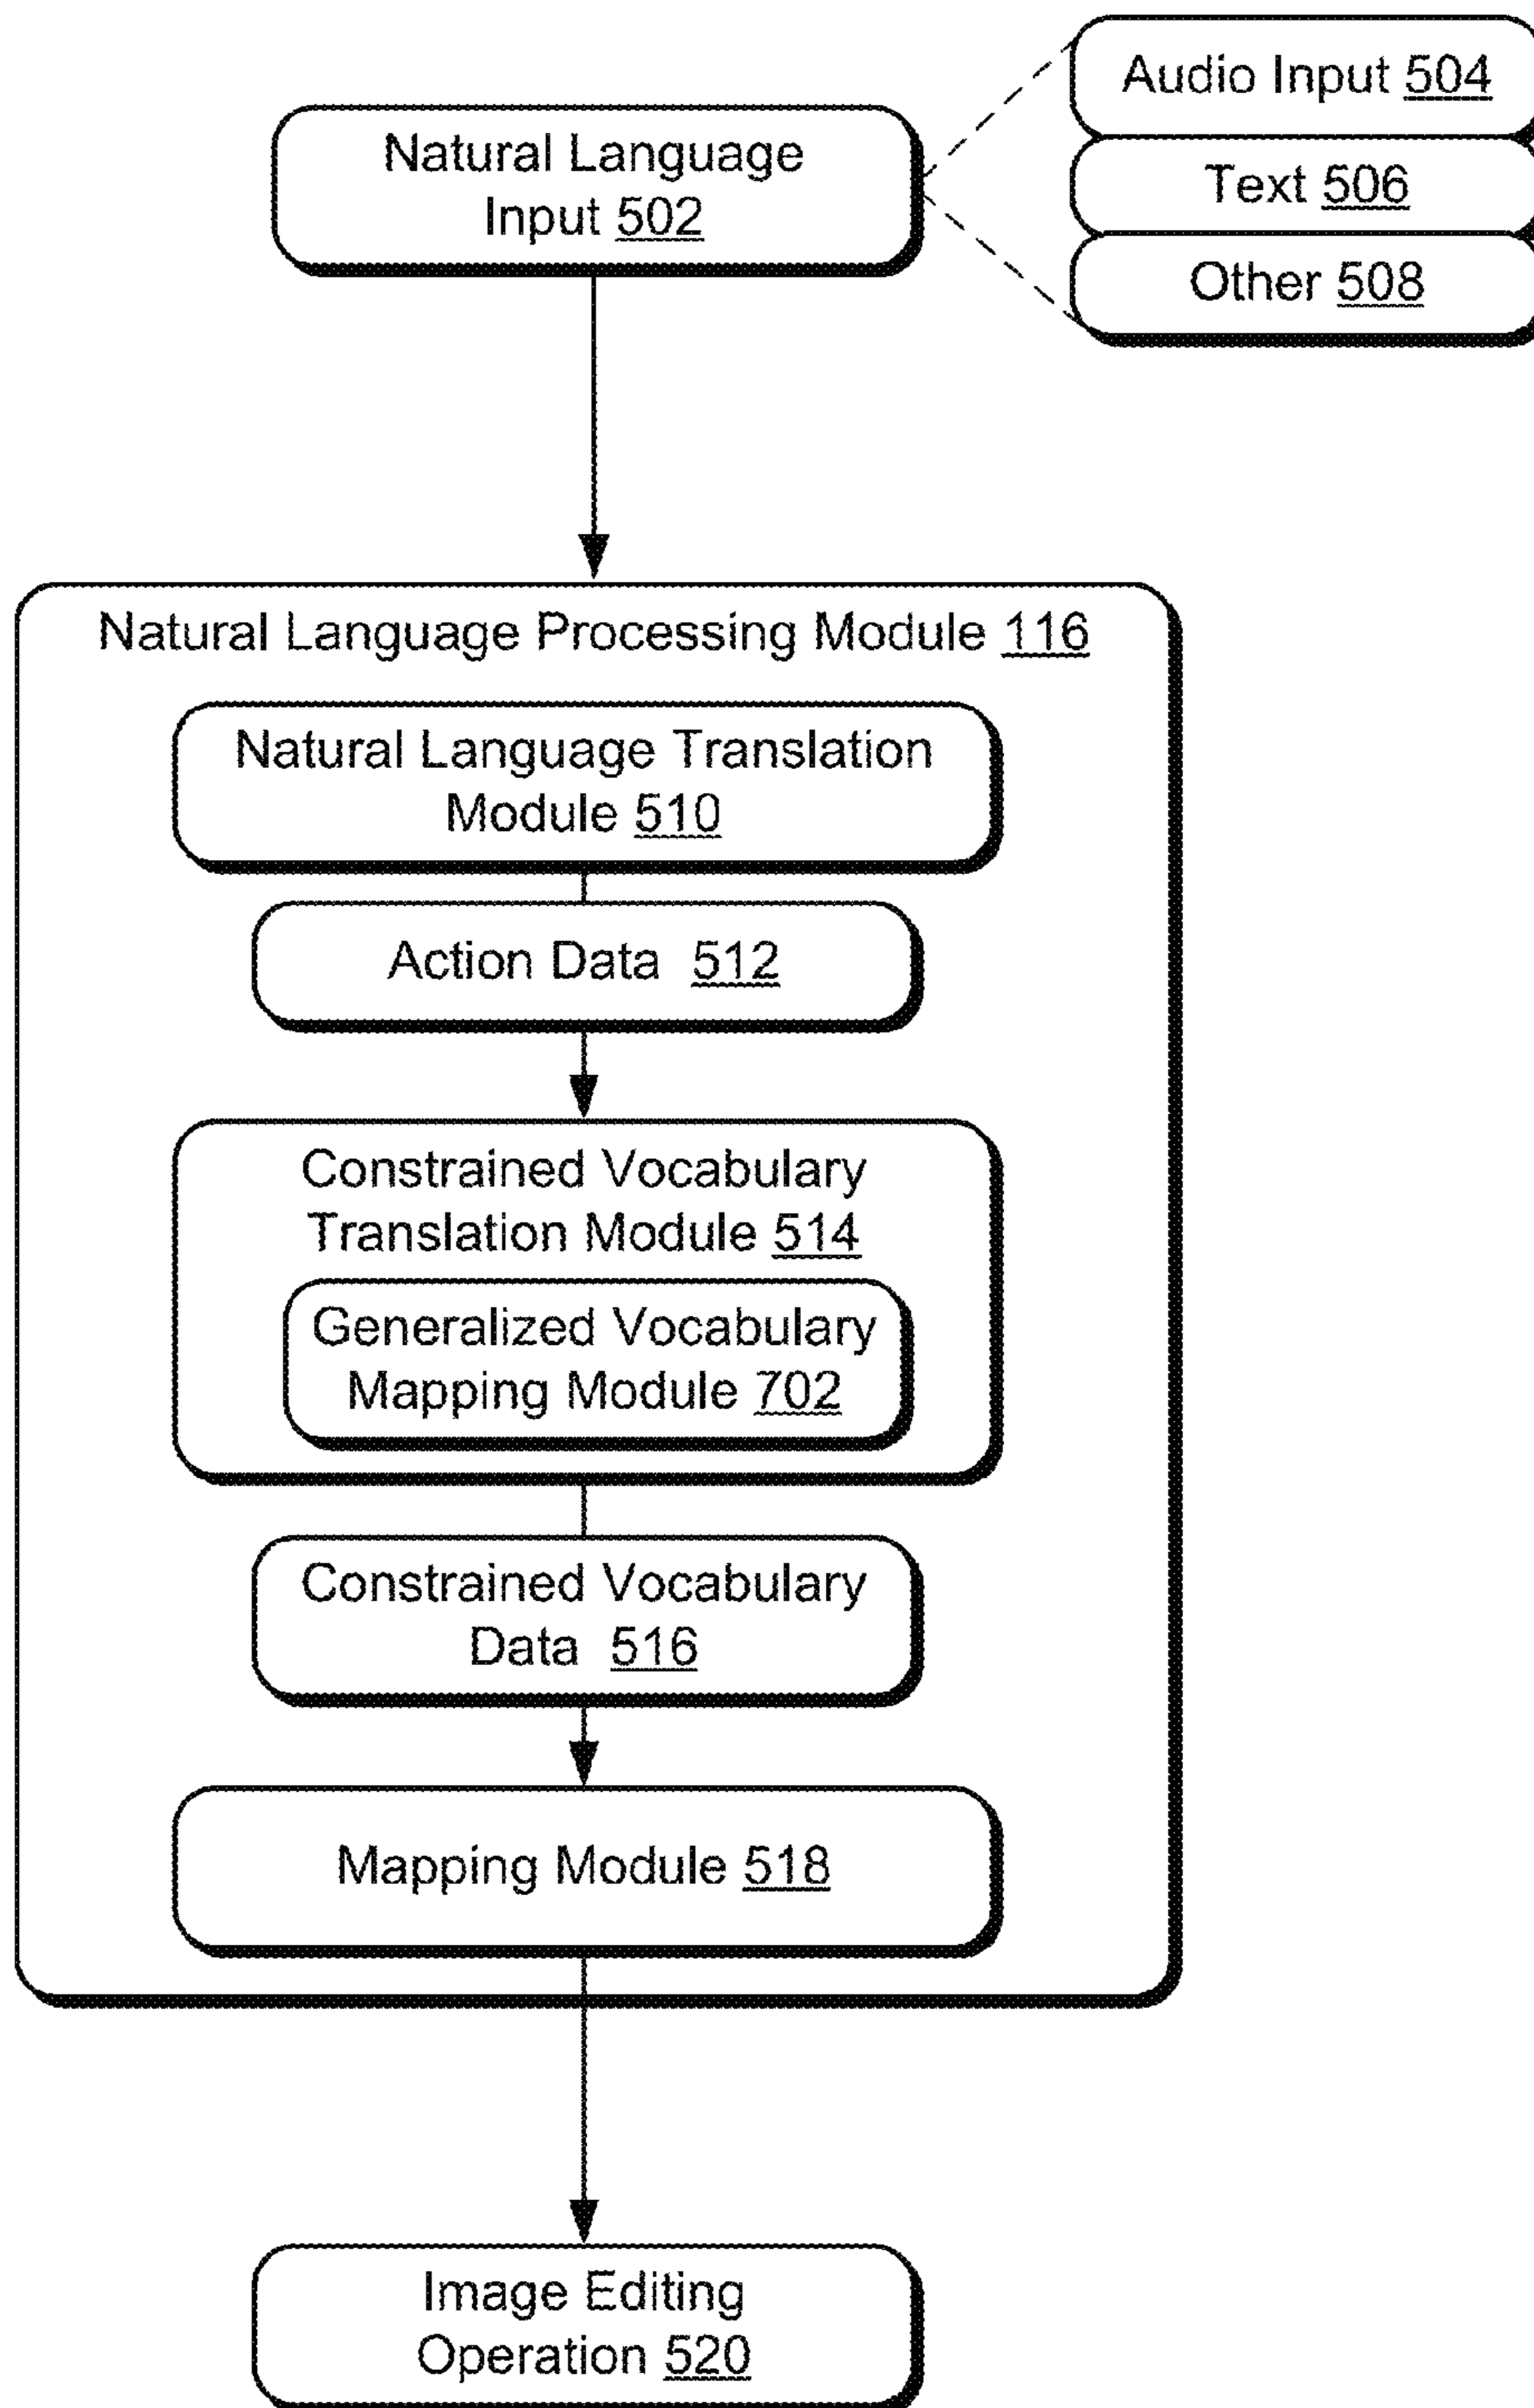 Audio Input 504
Natural Language
Input 502
Text 506
Other 508
Natural Language Processing Module 116
Natural Language Translation
Module 510
Action Data 512
Constrained Vocabulary
Translation Module 514
Generalized Vocabulary
Mapping Module 702
Constrained Vocabulary
Data 516
Mapping Module 518
Image Editing
Operation 520